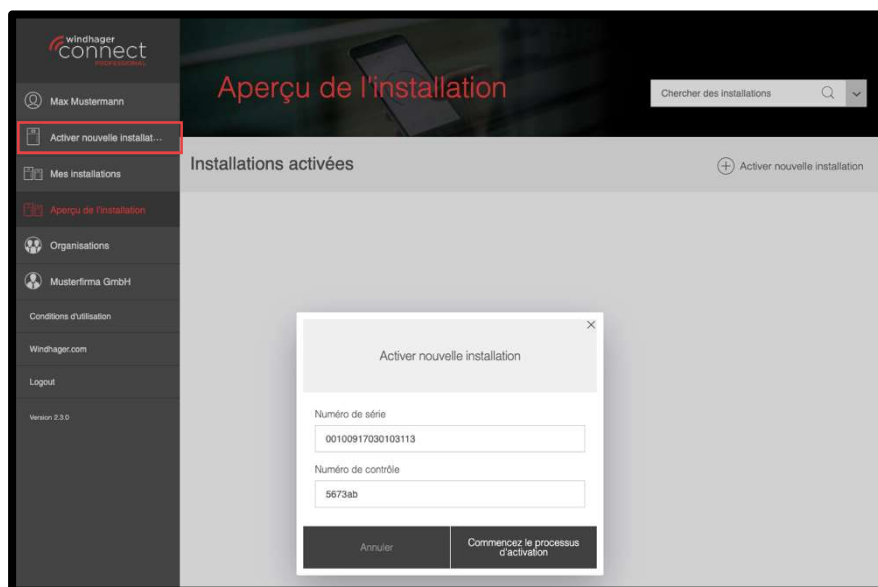 windhager
connect
PROFESSIONAL
Max Mustermann
Activer nouvelle installat...
Mes installations
Aperçu de l'installation
Organisations
Musterfirma GmbH
Conditions d'utilisation
Windhager.com
Logout
Version 2.3.0
Aperçu de l'installation
Chercher des installations
Installations activées
Activer nouvelle installation
Activer nouvelle installation
Numéro de série
00100917030103113
Numéro de contrôle
5673ab
Annuler
Commencez le processus
d'activation